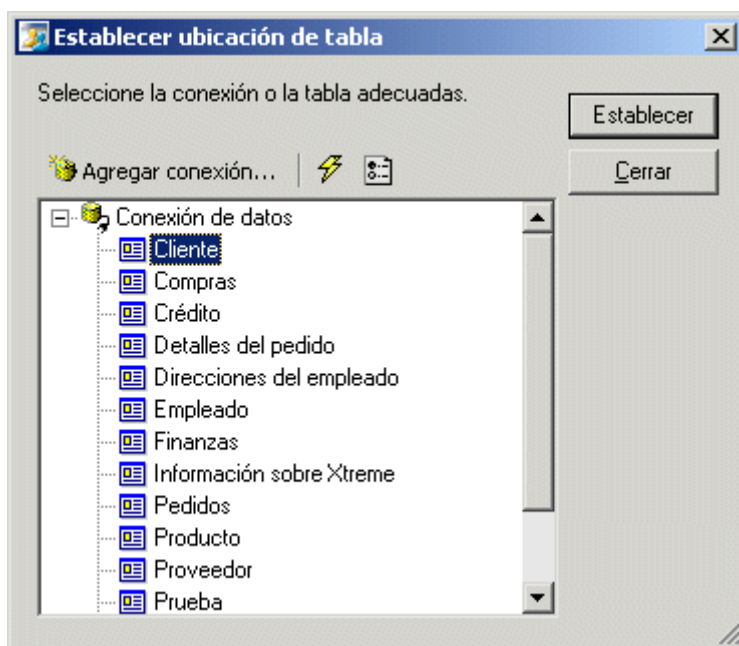 Establecer ubicación de tabla
Seleccione la conexión o la tabla adecuadas.
Establecer
Agregar conexión...
Cerrar
Conexión de datos
Cliente
Compras
Crédito
Detalles del pedido
Direcciones del empleado
Empleado
Finanzas
Información sobre Xtreme
Pedidos
Producto
Proveedor
Prueba